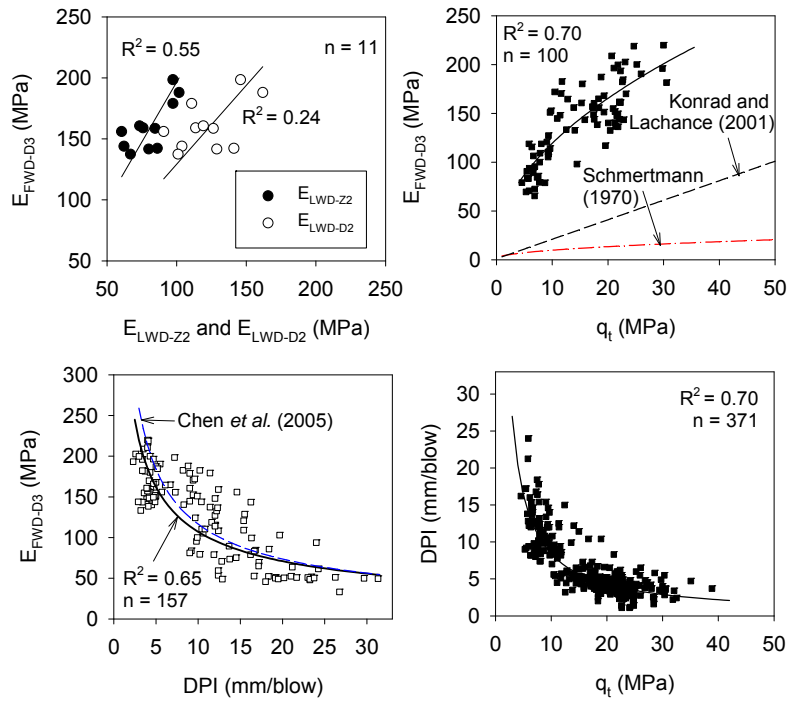 R² = 0.55
n = 11
R² = 0.24
E_LWD-Z2
E_LWD-D2
250
200
150
100
50
E_FWD-D3 (MPa)
50 100 150 200 250
E_LWD-Z2 and E_LWD-D2 (MPa)
R² = 0.70
n = 100
Konrad and
Lachance (2001)
Schmertmann
(1970)
250
200
150
100
50
0
E_FWD-D3 (MPa)
0 10 20 30 40 50
q_t (MPa)
Chen et al. (2005)
R² = 0.65
n = 157
300
250
200
150
100
50
0
E_FWD-D3 (MPa)
0 5 10 15 20 25 30
DPI (mm/blow)
R² = 0.70
n = 371
30
25
20
15
10
5
0
DPI (mm/blow)
0 10 20 30 40 50
q_t (MPa)